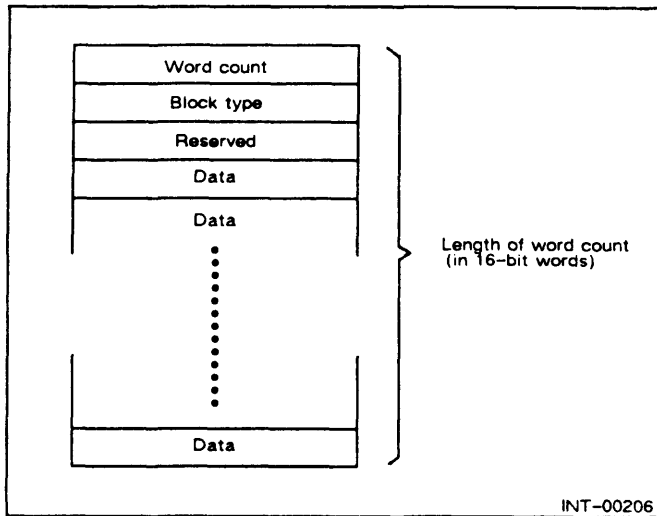 Word count
Block type
Reserved
Data
Data
Length of word count
(in 16-bit words)
Data
INT-00206